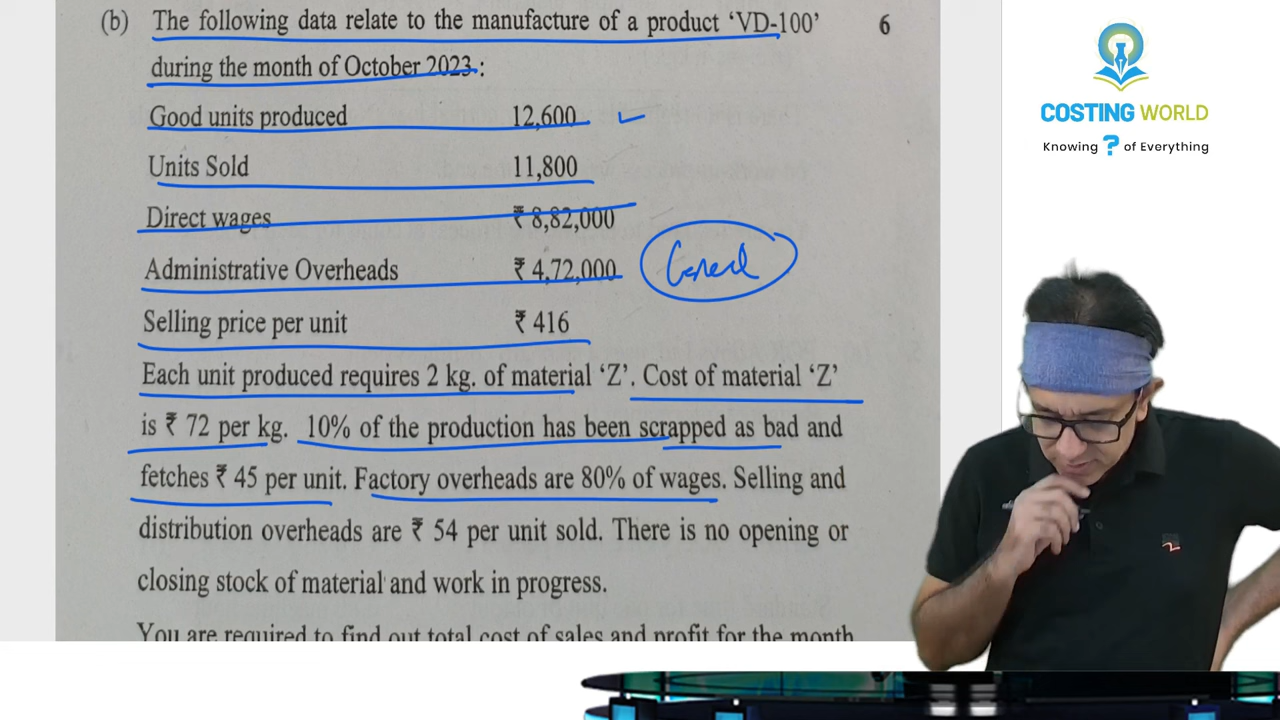 (b) The following data relate to the manufacture of a product ‘VD-100’ 6
during the month of October 2023 :
Good units produced 12,600
Units Sold 11,800
Direct wages ₹ 8,82,000
Administrative Overheads ₹ 4,72,000
Selling price per unit ₹ 416
Each unit produced requires 2 kg. of material ‘Z’. Cost of material ‘Z’
is ₹ 72 per kg. 10% of the production has been scrapped as bad and
fetches ₹ 45 per unit. Factory overheads are 80% of wages. Selling and
distribution overheads are ₹ 54 per unit sold. There is no opening or
closing stock of material and work in progress.
You are required to find out total cost of sales and profit for the month
COSTING WORLD
Knowing ? of Everything